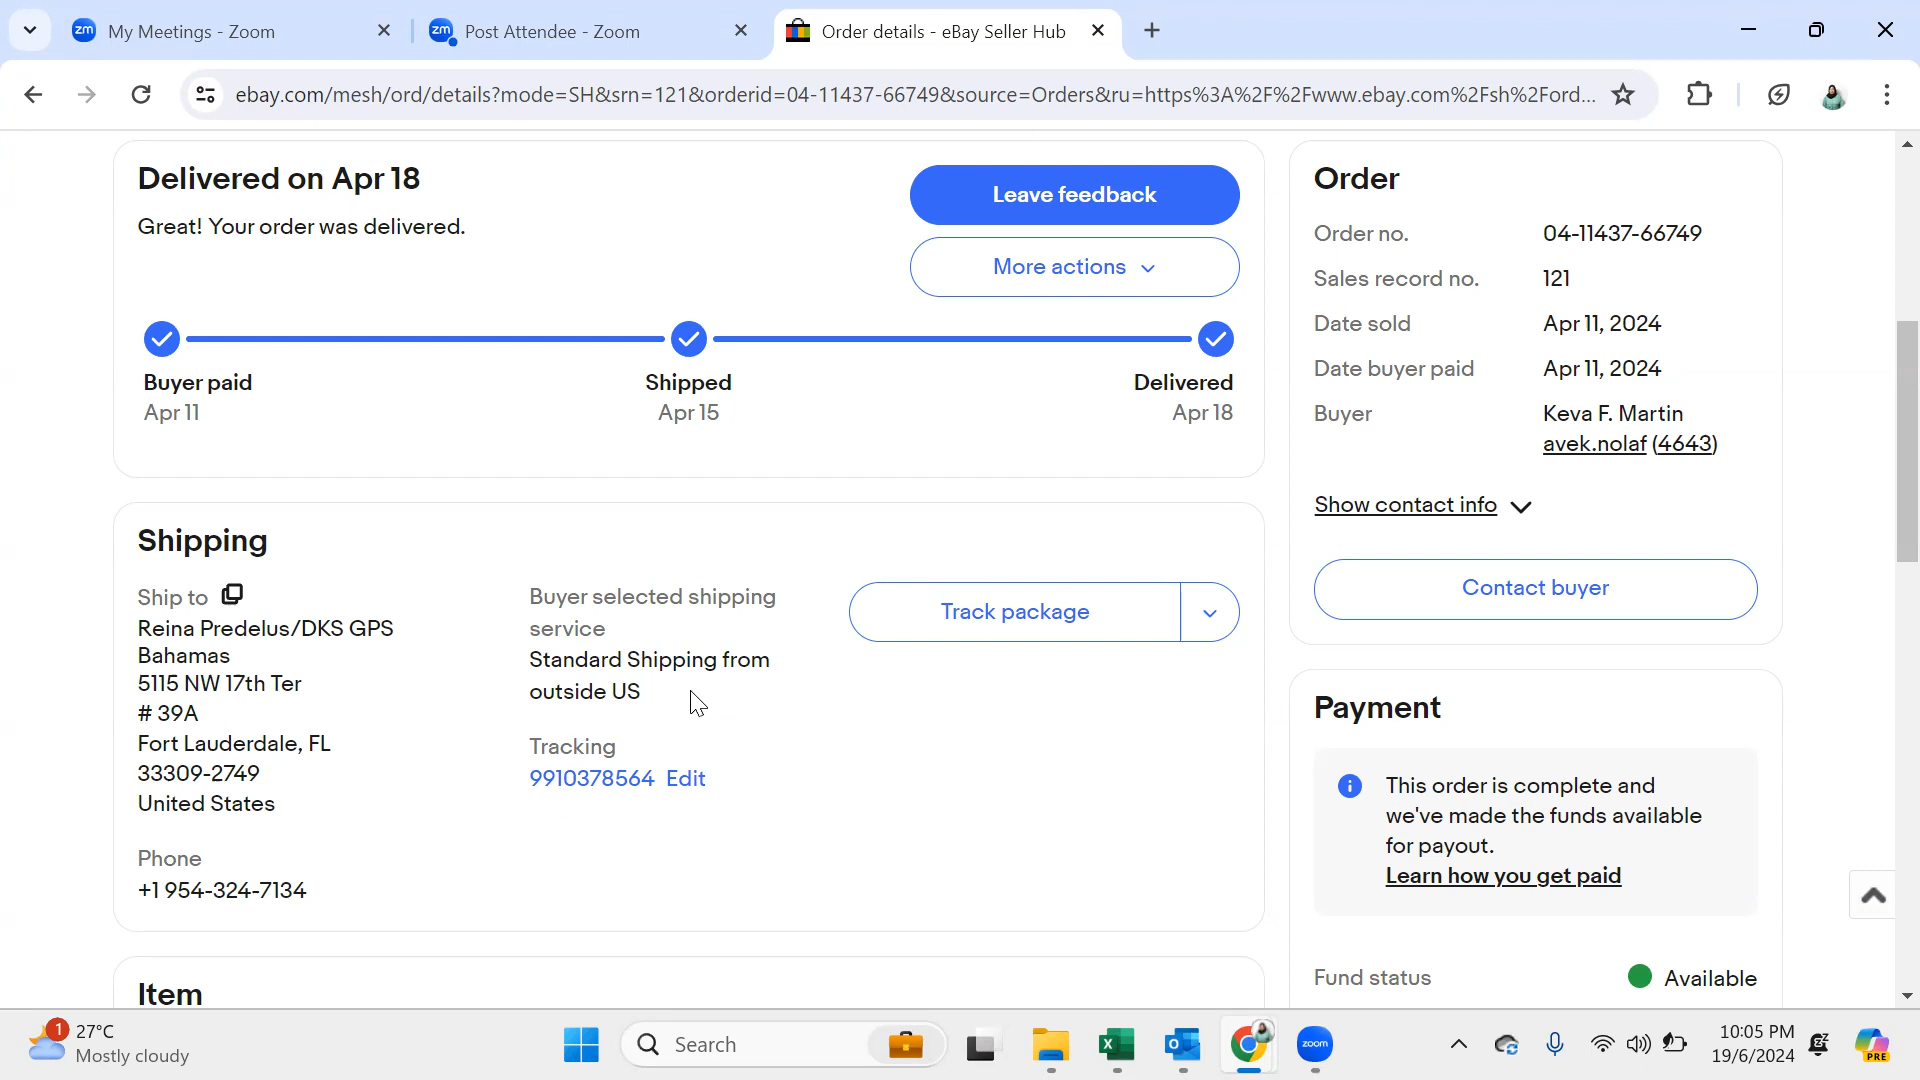 My Meetings - Zoom
Post Attendee - Zoom
Order details - eBay Seller Hub
ebay.com/mesh/ord/details?mode=SH&srn=121&orderid=04-11437-66749&source=Orders&ru=https%3A%2F%2Fwww.ebay.com%2Fsh%2Ford...
Delivered on Apr 18
Great! Your order was delivered.
Leave feedback
More actions
Buyer paid
Apr 11
Shipped
Apr 15
Delivered
Apr 18
Shipping
Ship to
Reina Predelus/DKS GPS
Bahamas
5115 NW 17th Ter
# 39A
Fort Lauderdale, FL
33309-2749
United States
Phone
+1 954-324-7134
Buyer selected shipping
service
Standard Shipping from
outside US
Tracking
9910378564 Edit
Track package
Item
Order
Order no. 04-11437-66749
Sales record no. 121
Date sold Apr 11, 2024
Date buyer paid Apr 11, 2024
Buyer Keva F. Martin
avek.nolaf (4643)
Show contact info
Contact buyer
Payment
This order is complete and
we've made the funds available
for payout.
Learn how you get paid
Fund status Available
1
27°C
Mostly cloudy
Search
zoom
10:05 PM
19/6/2024
PRE